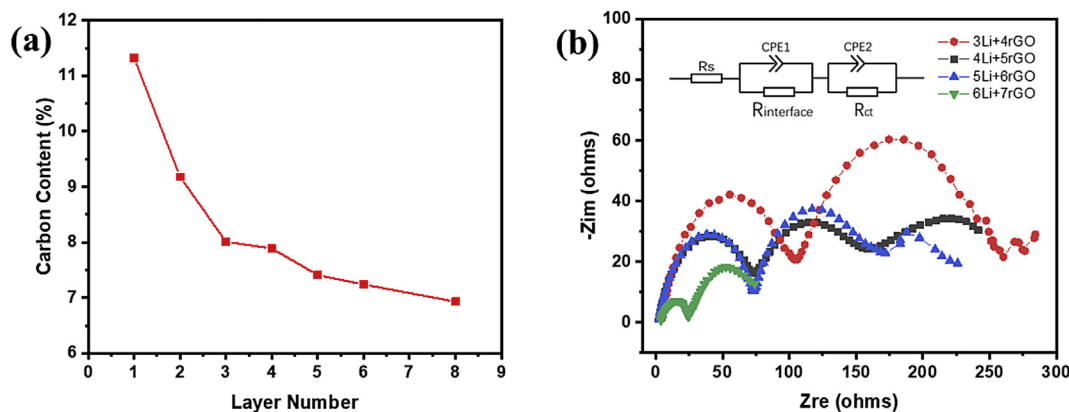 (a)
12
11
10
9
8
7
6
Carbon Content (%)
0 1 2 3 4 5 6 7 8 9
Layer Number
(b)
100
80
60
40
20
0
-Zim (ohms)
0 50 100 150 200 250 300
Zre (ohms)
Rs
CPE1
Rinterface
CPE2
Rct
3Li+4rGO
4Li+5rGO
5Li+6rGO
6Li+7rGO